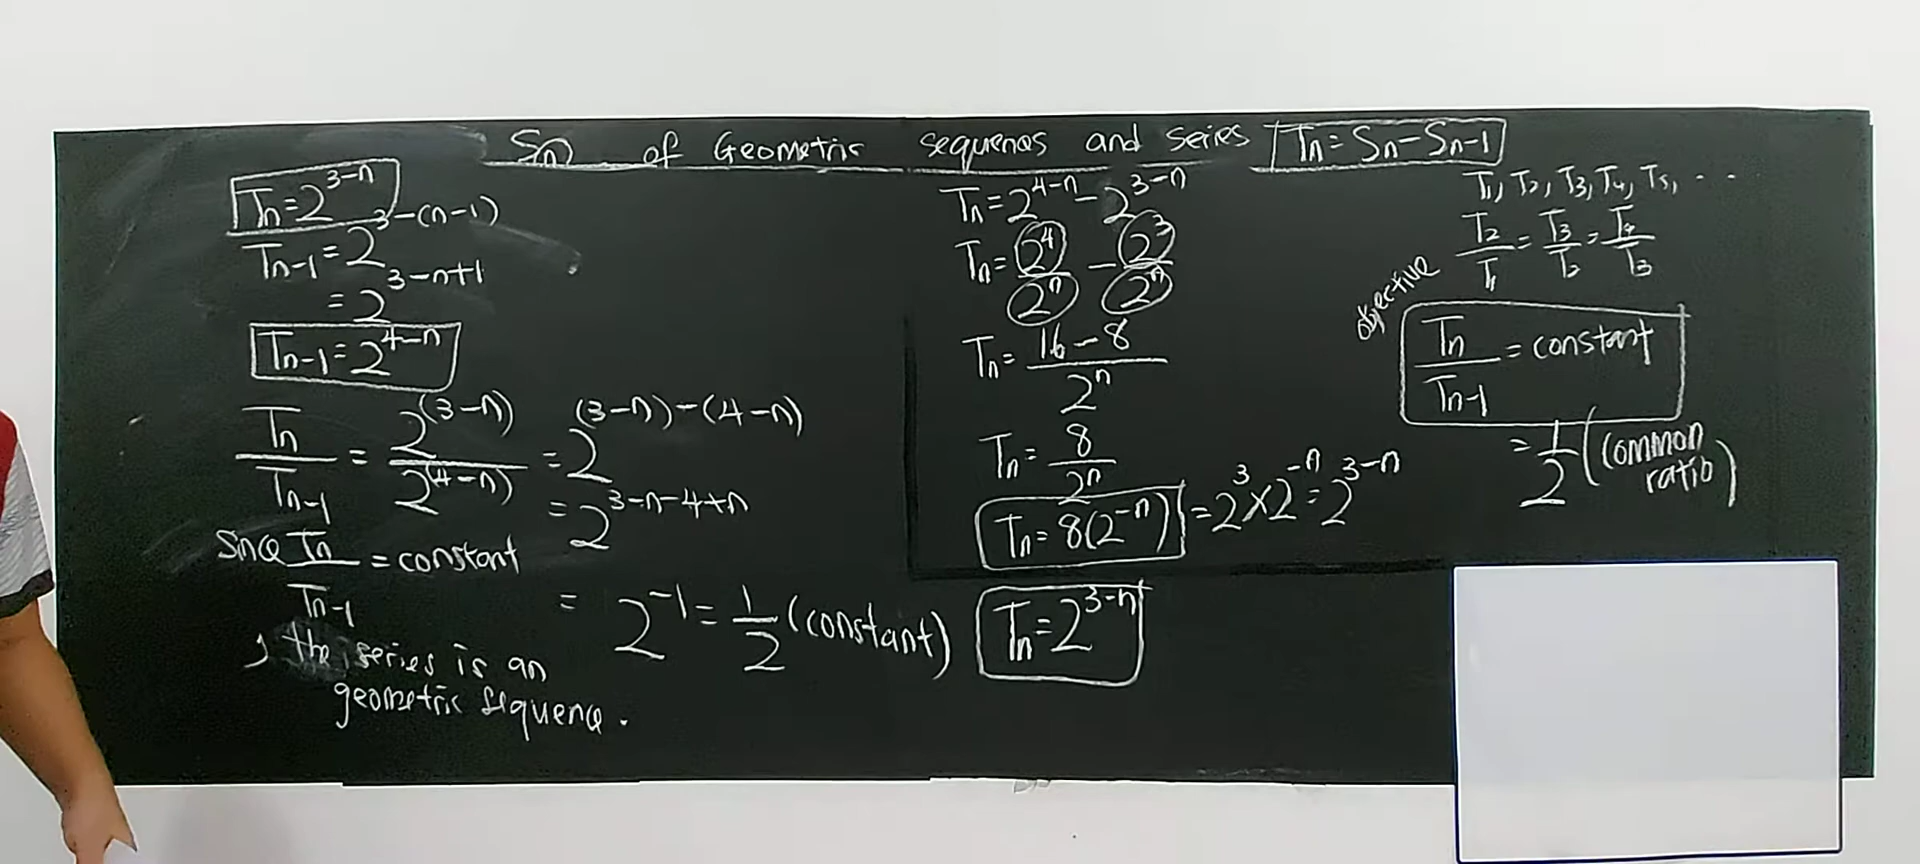 Sn of Geometric sequences and series Tn = Sn - Sn-1
Tn = 2^(3-n)
Tn-1 = 2^(3-(n-1))
= 2^(3-n+1)
Tn-1 = 2^(4-n)
Tn/Tn-1 = 2^(3-n)/2^(4-n) = 2^((3-n)-(4-n))
= 2^(3-n-4+n)
= 2^(-1) = 1/2 (constant)
Since Tn/Tn-1 = constant
, the series is an
geometric sequence.
Tn = 2^(4-n) - 2^(3-n)
Tn = 2^4/2^n - 2^3/2^n
Tn = (16-8)/2^n
Tn = 8/2^n
Tn = 8(2^(-n)) = 2^3 × 2^(-n) = 2^(3-n)
Tn = 2^(3-n)
T1, T2, T3, T4, T5, ...
T2/T1 = T3/T2 = T4/T3
objective
Tn/Tn-1 = constant
= 1/2 (common
ratio)